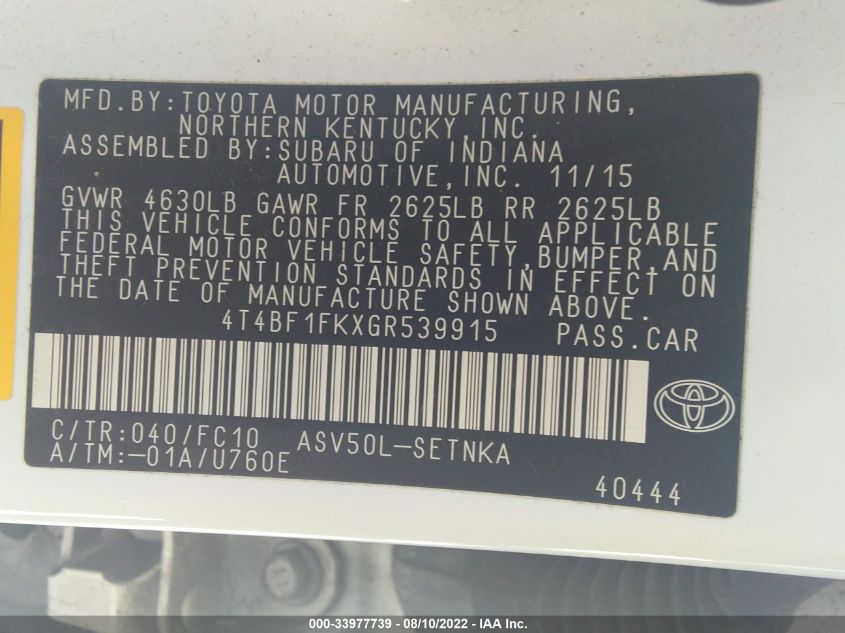 MFD.BY:TOYOTA MOTOR MANUFACTURING,
NORTHERN KENTUCKY,INC.
ASSEMBLED BY:SUBARU OF INDIANA
AUTOMOTIVE,INC. 11/15
GVWR 4630LB GAWR FR 2625LB RR 2625LB
THIS VEHICLE CONFORMS TO ALL APPLICABLE
FEDERAL MOTOR VEHICLE SAFETY,BUMPER,AND
THEFT PREVENTION STANDARDS IN EFFECT ON
THE DATE OF MANUFACTURE SHOWN ABOVE.
4T4BF1FKXGR539915 PASS.CAR
C/TR:040/FC10 ASV50L-SETNKA
A/TM:-01A/U760E
40444
000-33977739 - 08/10/2022 - IAA Inc.